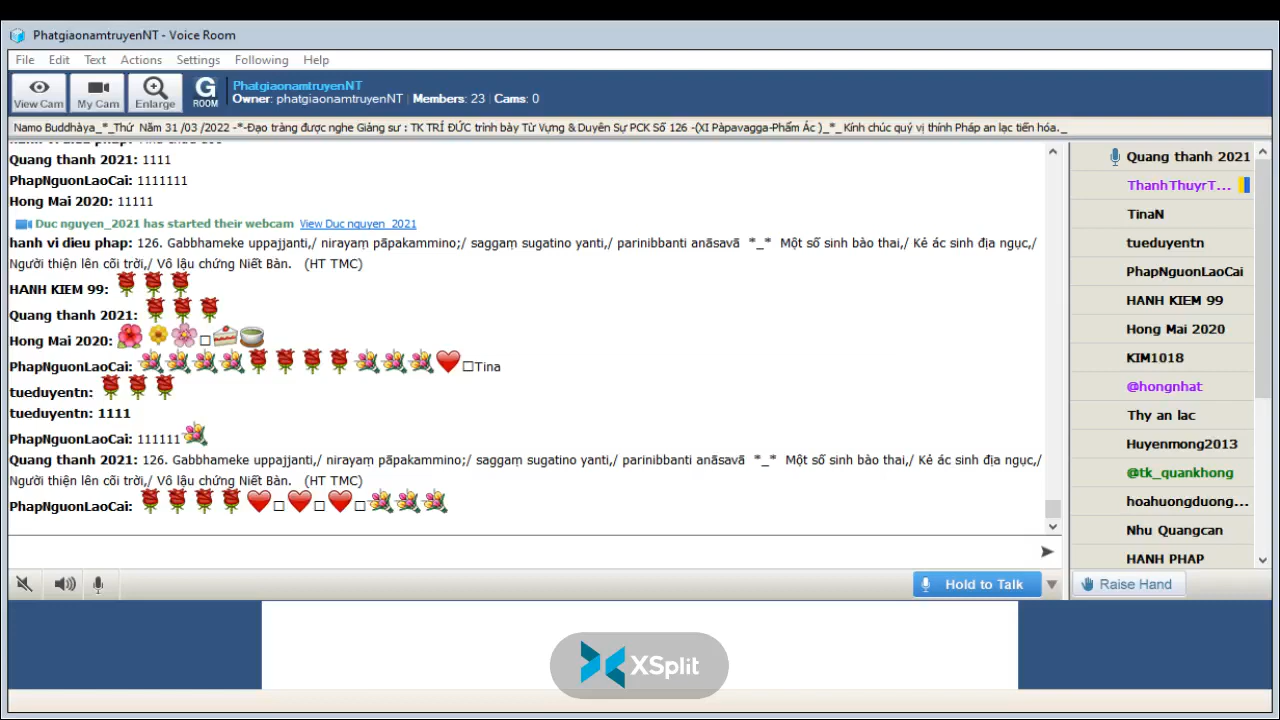 PhatgiaonamtruyenNT - Voice Room
File Edit Text Actions Settings Following Help
View Cam My Cam Enlarge G ROOM
PhatgiaonamtruyenNT
Owner: phatgiaonamtruyenNT Members: 23 Cams: 0
Namo Buddhàya_*_Thứ Năm 31 /03 /2022 -*-Đạo tràng được nghe Giảng sư : TK TRÍ ĐỨC trình bày Từ Vựng & Duyên Sự PCK Số 126 -(XI Pàpavagga-Phẩm Ác )_*_ Kính chúc quý vị thính Pháp an lạc tiến hóa._
Quang thanh 2021: 1111
PhapNguonLaoCai: 1111111
Hong Mai 2020: 11111
Duc nguyen_2021 has started their webcam View Duc nguyen_2021
hanh vi dieu phap: 126. Gabbhameke uppajjanti,/ nirayaṃ pāpakammino;/ saggaṃ sugatino yanti,/ parinibbanti anāsavā *_* Một số sinh bào thai,/ Kẻ ác sinh địa ngục,/
Người thiện lên cõi trời,/ Vô lậu chứng Niết Bàn. (HT TMC)
HANH KIEM 99:
Quang thanh 2021:
Hong Mai 2020:
PhapNguonLaoCai: Tina
tueduyentn:
tueduyentn: 1111
PhapNguonLaoCai: 111111
Quang thanh 2021: 126. Gabbhameke uppajjanti,/ nirayaṃ pāpakammino;/ saggaṃ sugatino yanti,/ parinibbanti anāsavā *_* Một số sinh bào thai,/ Kẻ ác sinh địa ngục,/
Người thiện lên cõi trời,/ Vô lậu chứng Niết Bàn. (HT TMC)
PhapNguonLaoCai:
Quang thanh 2021
ThanhThuyrT...
TinaN
tueduyentn
PhapNguonLaoCai
HANH KIEM 99
Hong Mai 2020
KIM1018
@hongnhat
Thy an lac
Huyenmong2013
@tk_quankhong
hoahuongduong...
Nhu Quangcan
HANH PHAP
Hold to Talk
Raise Hand
XSplit